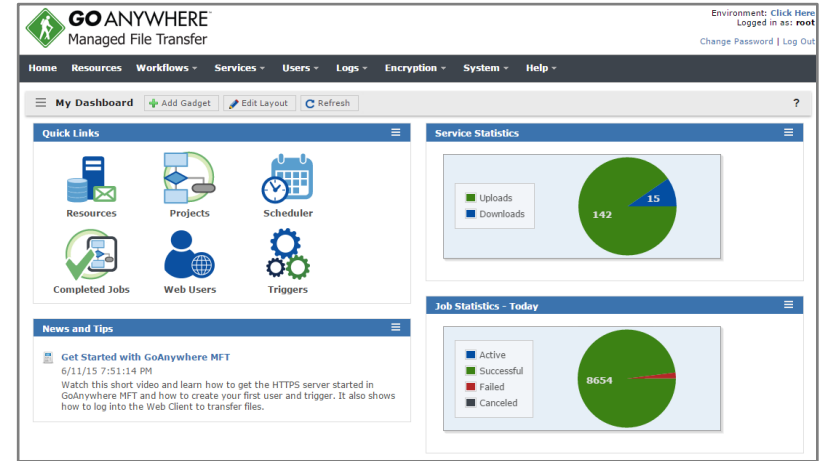 GO ANYWHERE
Managed File Transfer
Environment: Click Here
Logged in as: root
Change Password | Log Out
Home Resources Workflows Services Users Logs Encryption System Help
My Dashboard Add Gadget Edit Layout Refresh ?
Quick Links
Resources Projects Scheduler
Completed Jobs Web Users Triggers
News and Tips
Get Started with GoAnywhere MFT
6/11/15 7:51:14 PM
Watch this short video and learn how to get the HTTPS server started in
GoAnywhere MFT and how to create your first user and trigger. It also shows
how to log into the Web Client to transfer files.
Service Statistics
Uploads
Downloads
15
142
Job Statistics - Today
Active
Successful
Failed
Canceled
8654